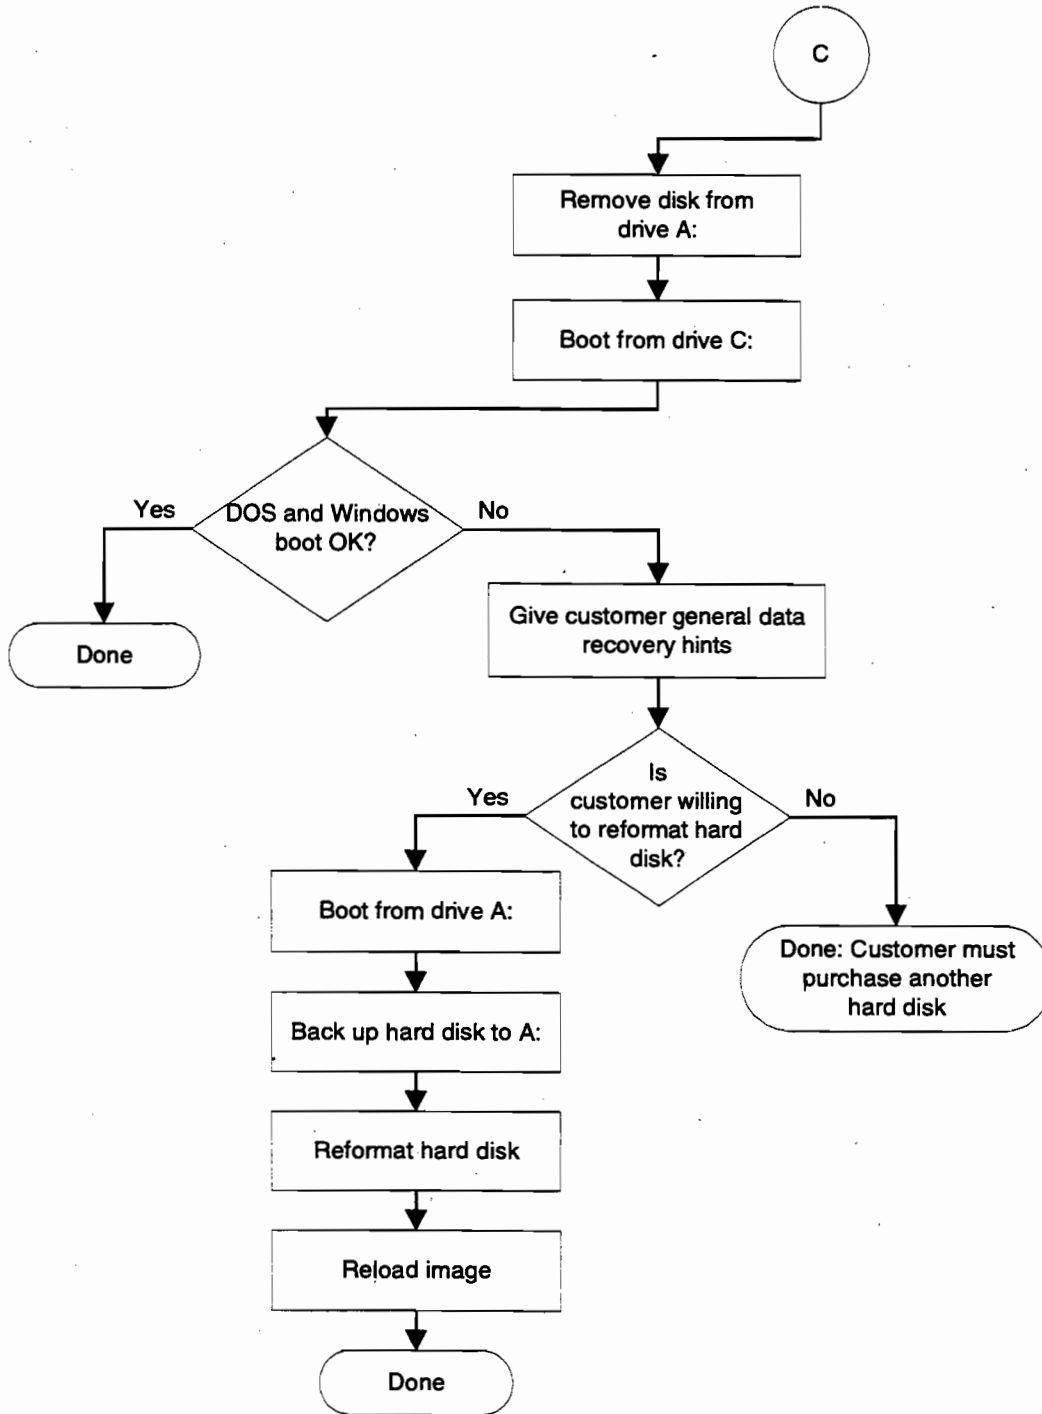 C
Remove disk from
drive A:
Boot from drive C:
DOS and Windows
boot OK?
Yes
No
Done
Give customer general data
recovery hints
Is
customer willing
to reformat hard
disk?
Yes
No
Boot from drive A:
Done: Customer must
purchase another
hard disk
Back up hard disk to A:
Reformat hard disk
Reload image
Done